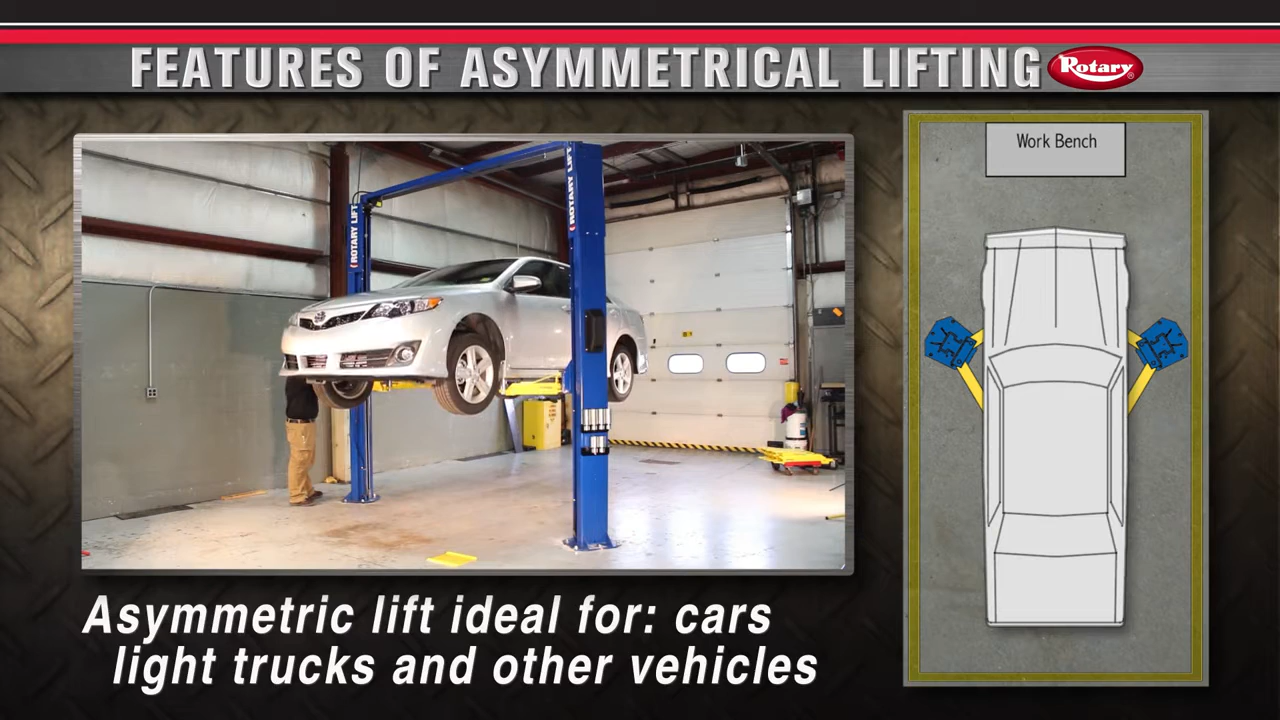 FEATURES OF ASYMMETRICAL LIFTING
Rotary
Work Bench
ROTARY LIFT
ROTARY LIFT
Asymmetric lift ideal for: cars
light trucks and other vehicles